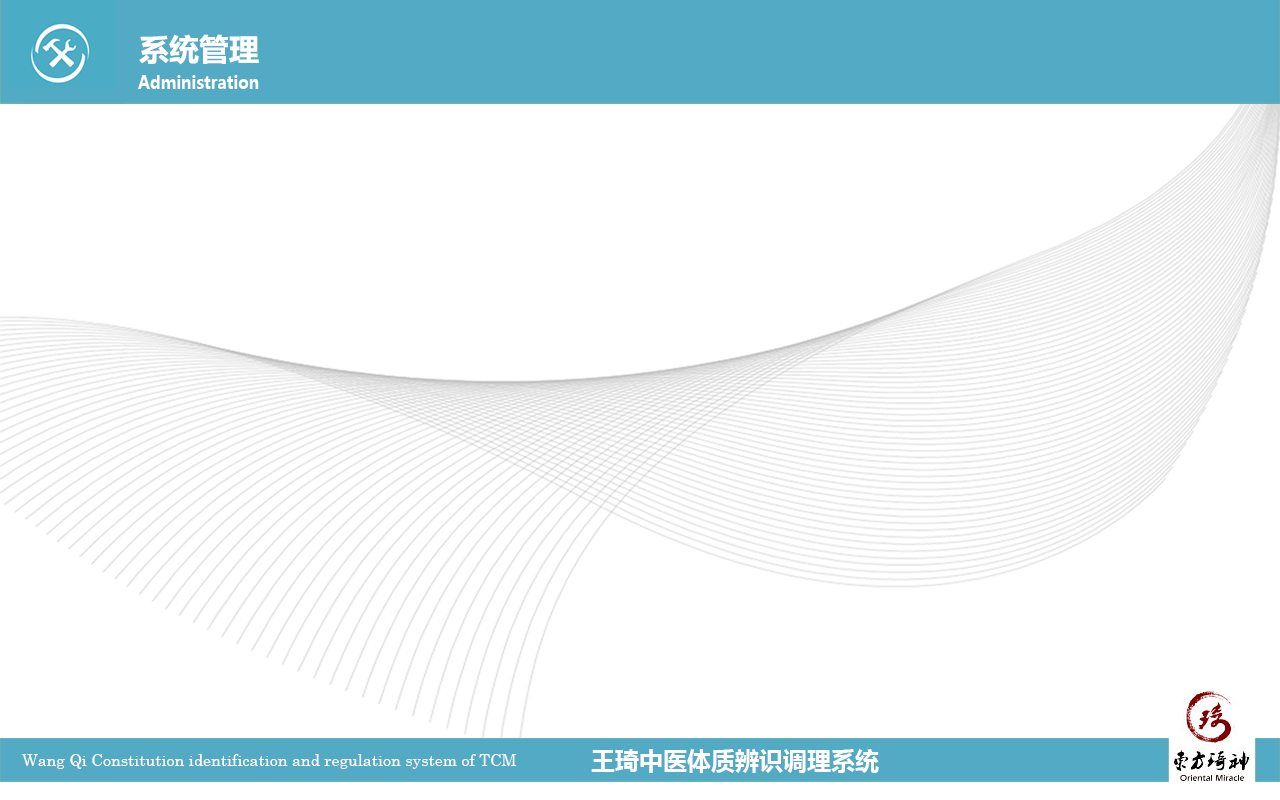 系统管理
Administration
Wang Qi Constitution identification and regulation system of TCM
王琦中医体质辨识调理系统
琦
东方琦神
Oriental Miracle